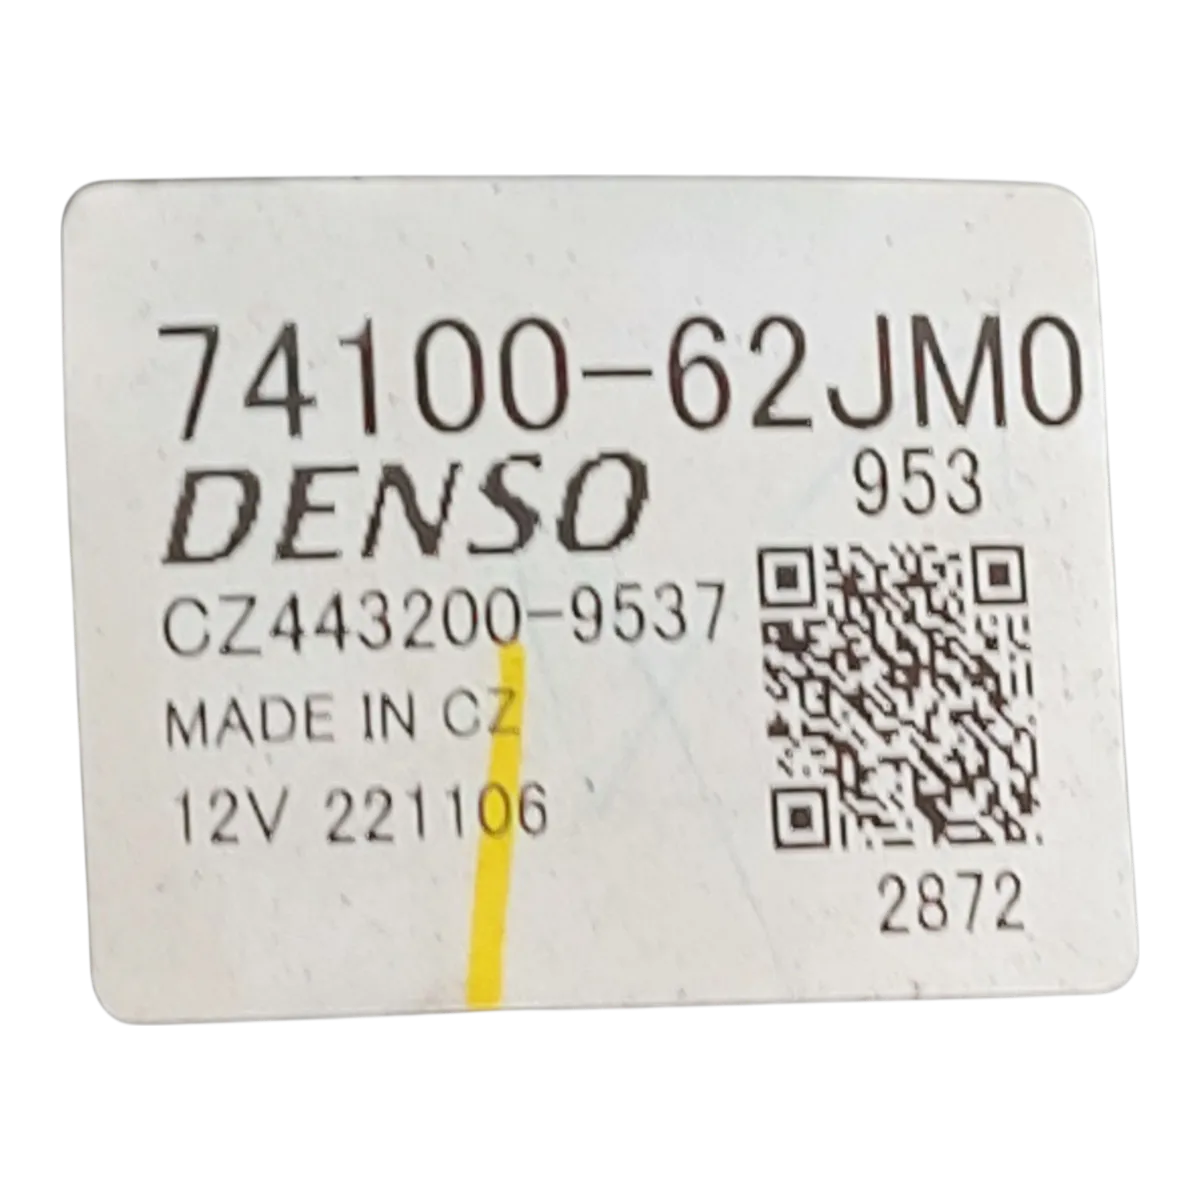 74100-62JM0
DENSO
953
CZ443200-9537
MADE IN CZ
12V 221106
2872